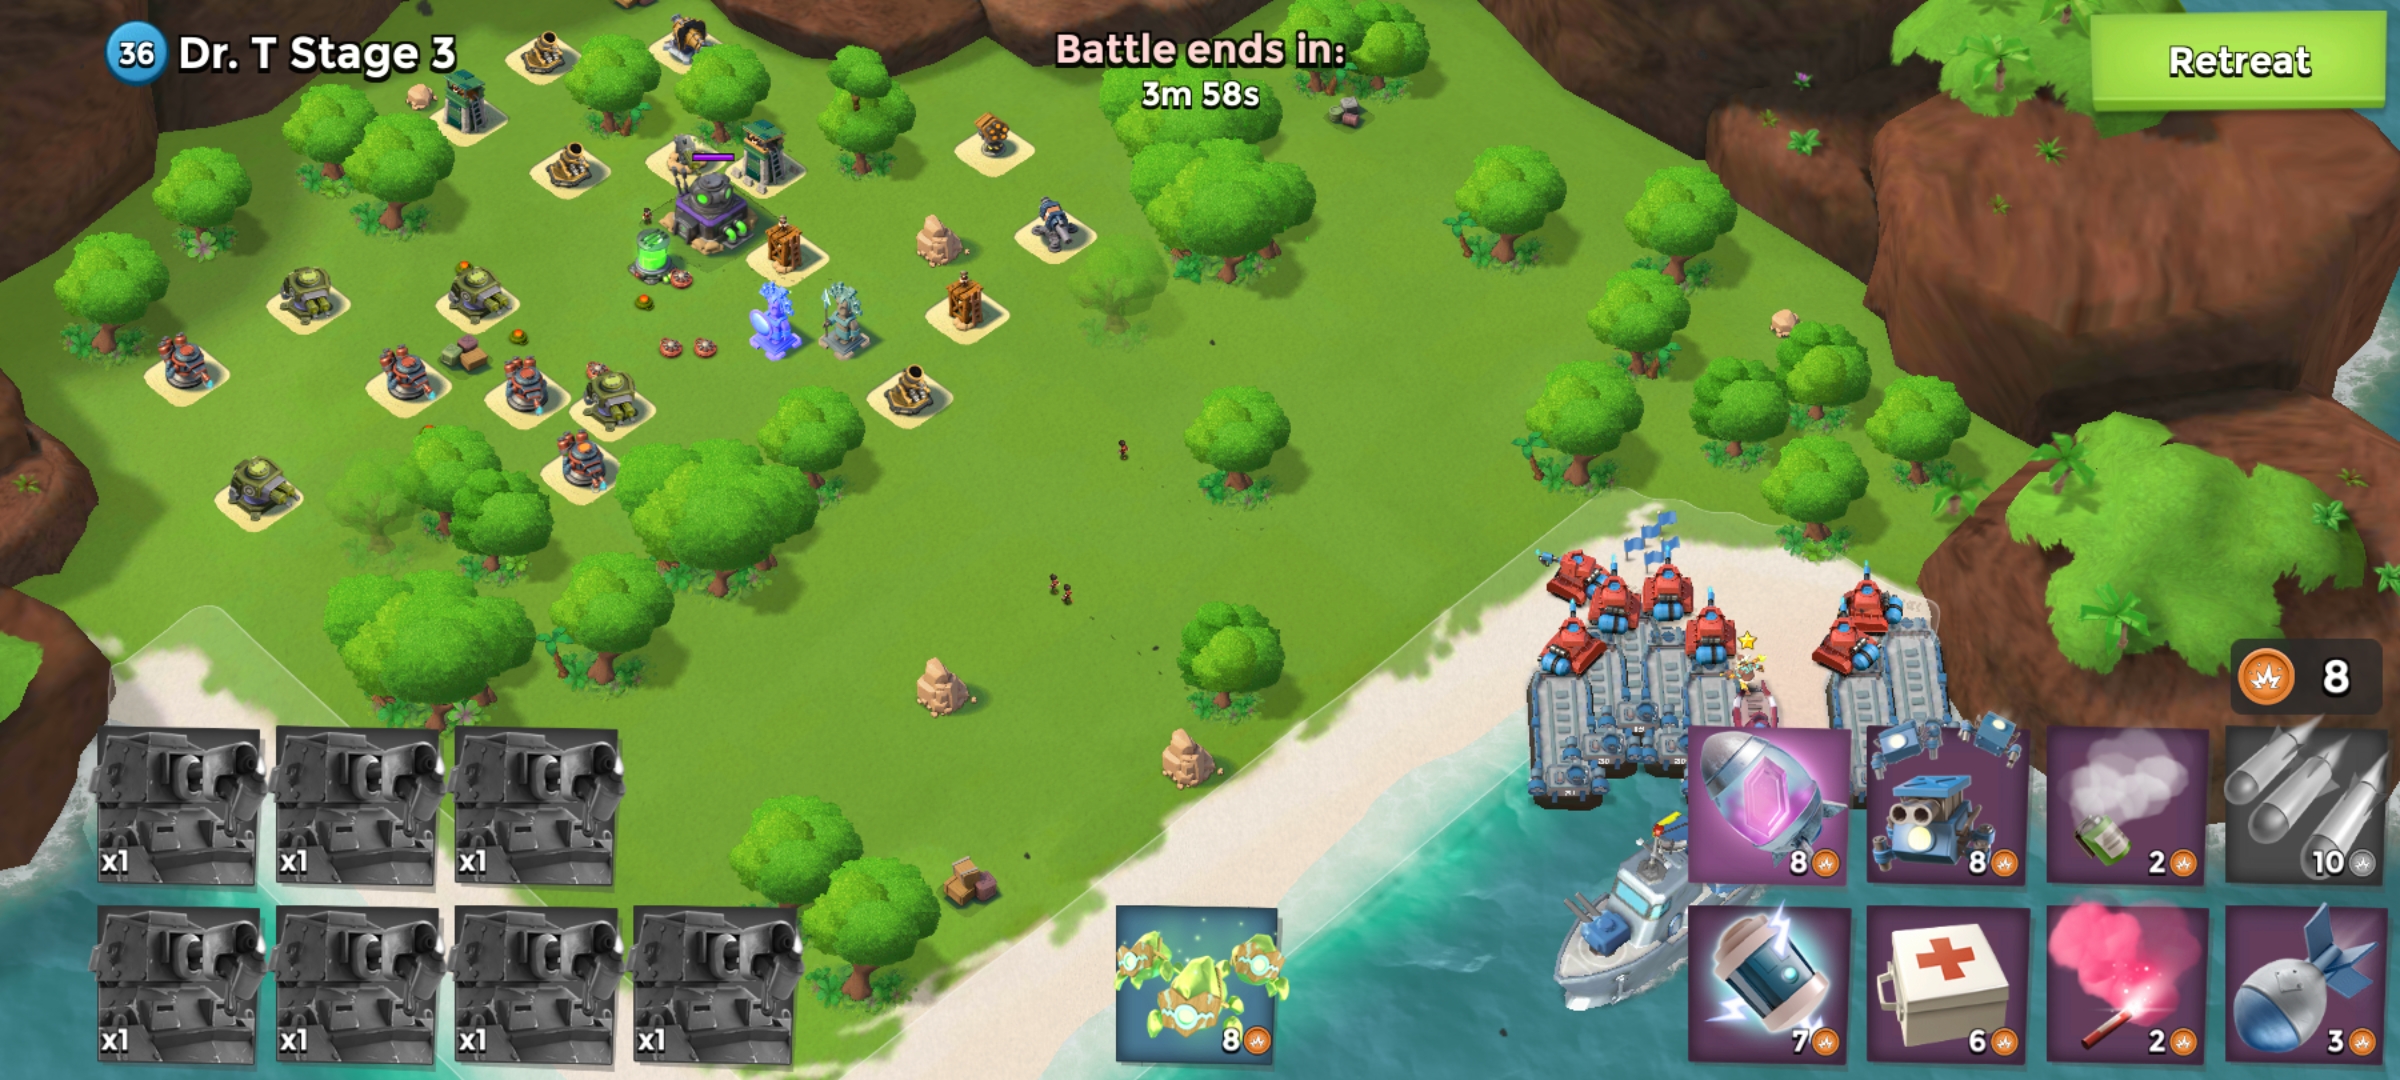 36 Dr. T Stage 3
Battle ends in:
3m 58s
Retreat
8
x1 x1 x1
8 8 2 10
x1 x1 x1 x1
8
7 6 2 3